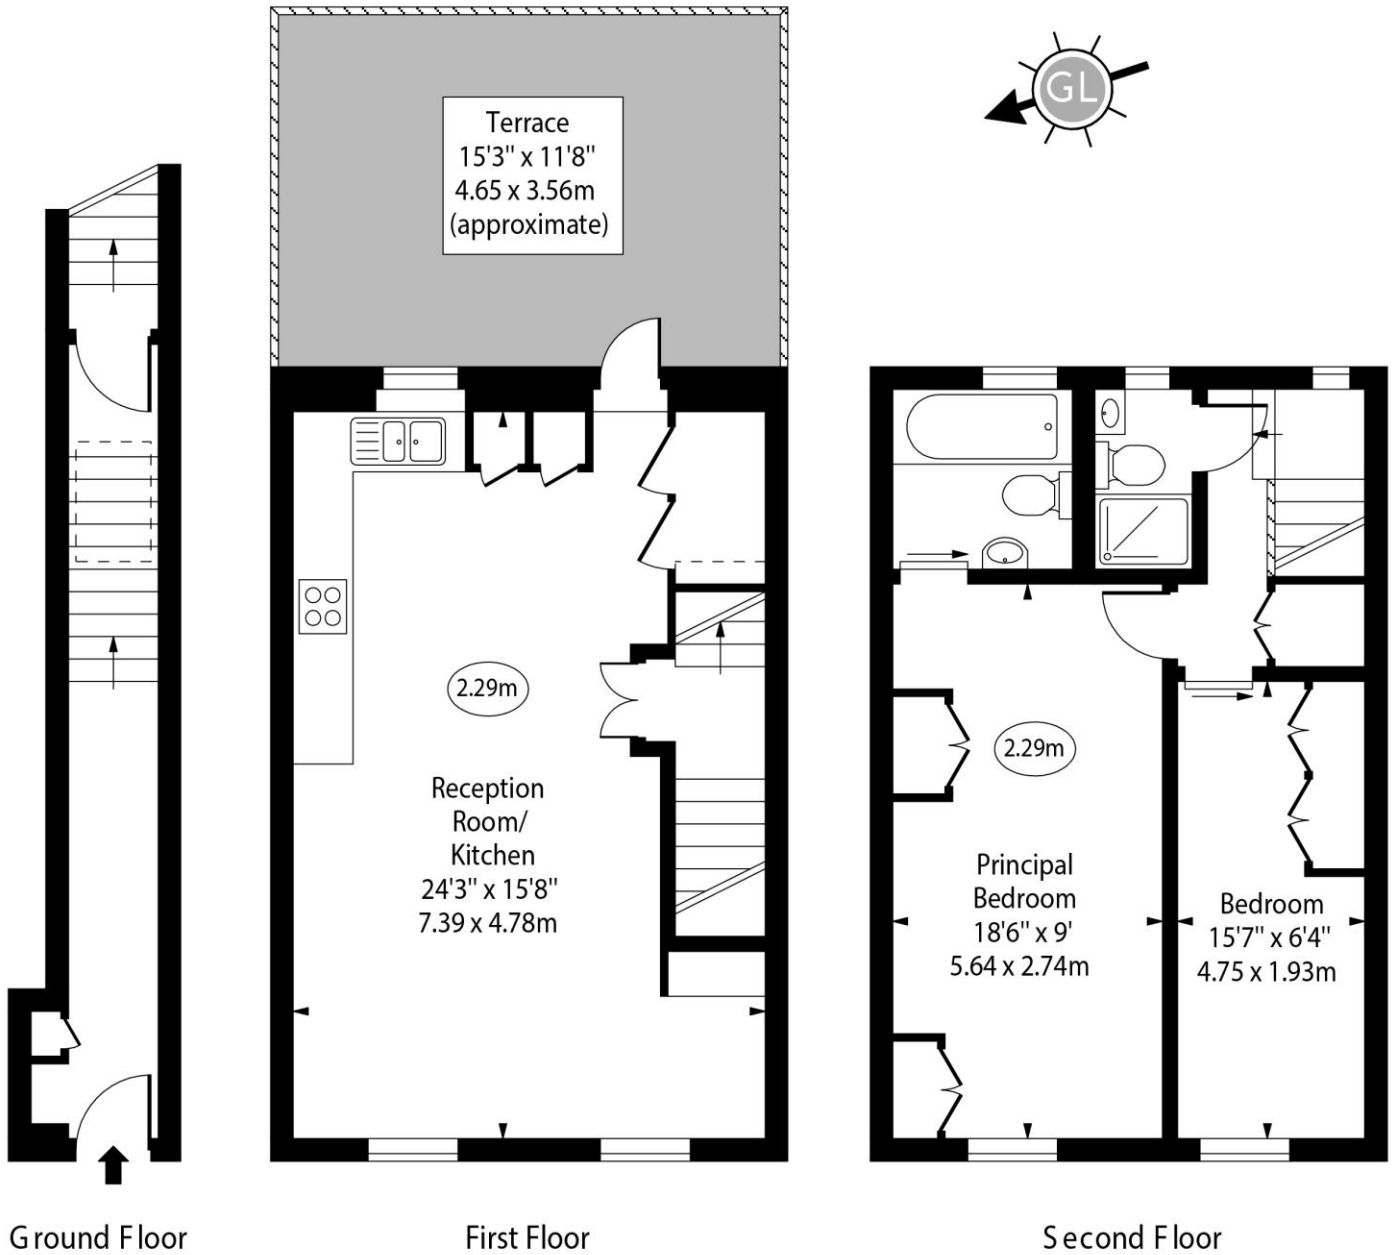 GL
Terrace
15'3" x 11'8"
4.65 x 3.56m
(approximate)
2.29m
Reception
Room/
Kitchen
24'3" x 15'8"
7.39 x 4.78m
2.29m
Principal
Bedroom
18'6" x 9'
5.64 x 2.74m
Bedroom
15'7" x 6'4"
4.75 x 1.93m
Ground Floor
First Floor
Second Floor